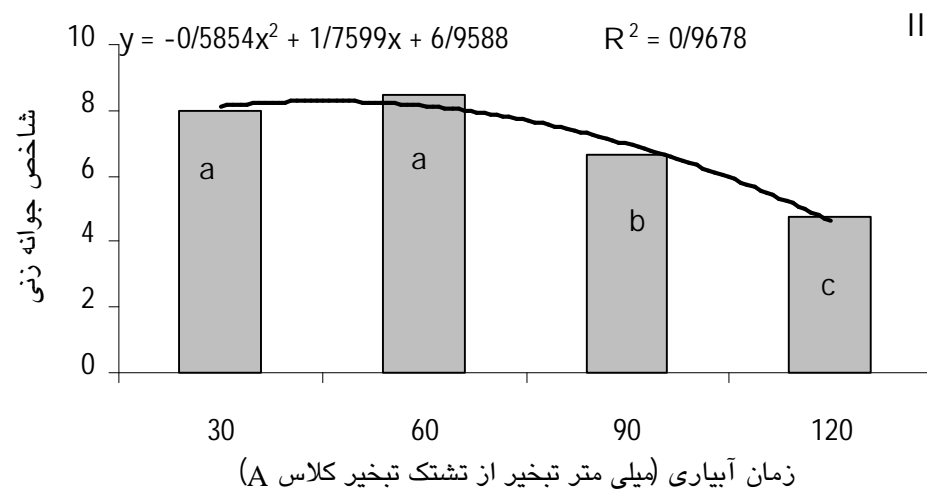 II
y = -0/5854x² + 1/7599x + 6/9588
R² = 0/9678
شاخص جوانه زنی
10
8
6
4
2
0
a
a
b
c
30
60
90
120
زمان آبیاری (میلی متر تبخیر از تشتک تبخیر کلاس A)